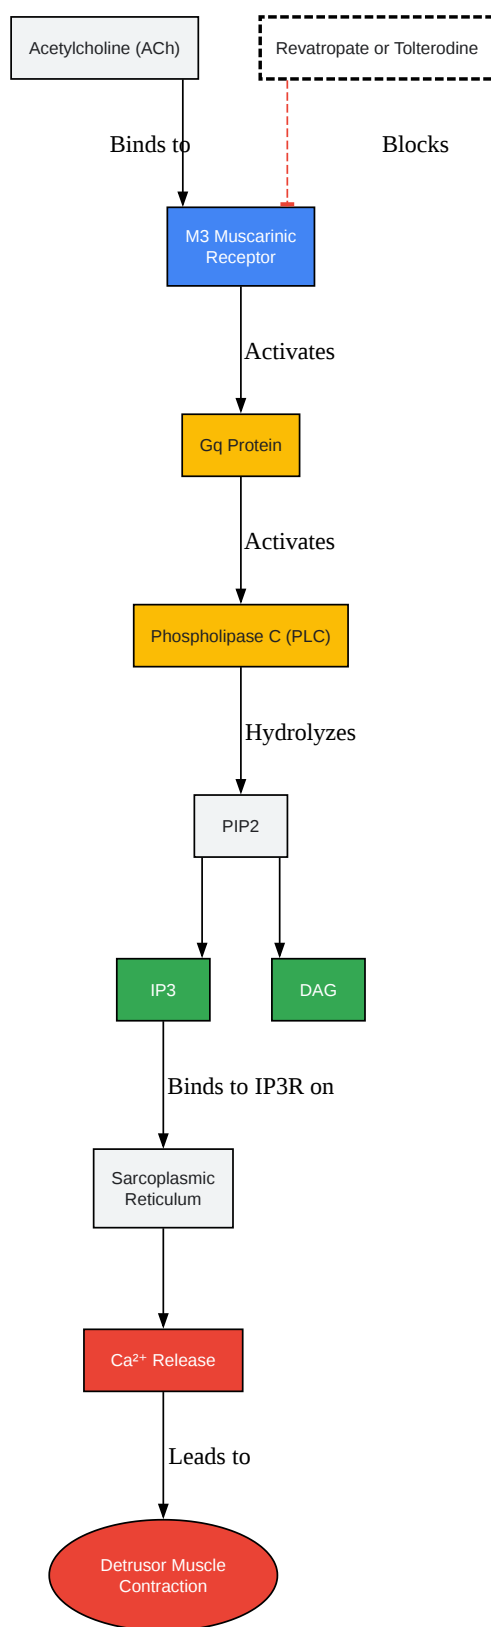 Acetylcholine (ACh)
Revatropate or Tolterodine
Binds to
Blocks
M3 Muscarinic
Receptor
Activates
Gq Protein
Activates
Phospholipase C (PLC)
Hydrolyzes
PIP2
IP3
DAG
Binds to IP3R on
Sarcoplasmic
Reticulum
Ca²⁺ Release
Leads to
Detrusor Muscle
Contraction